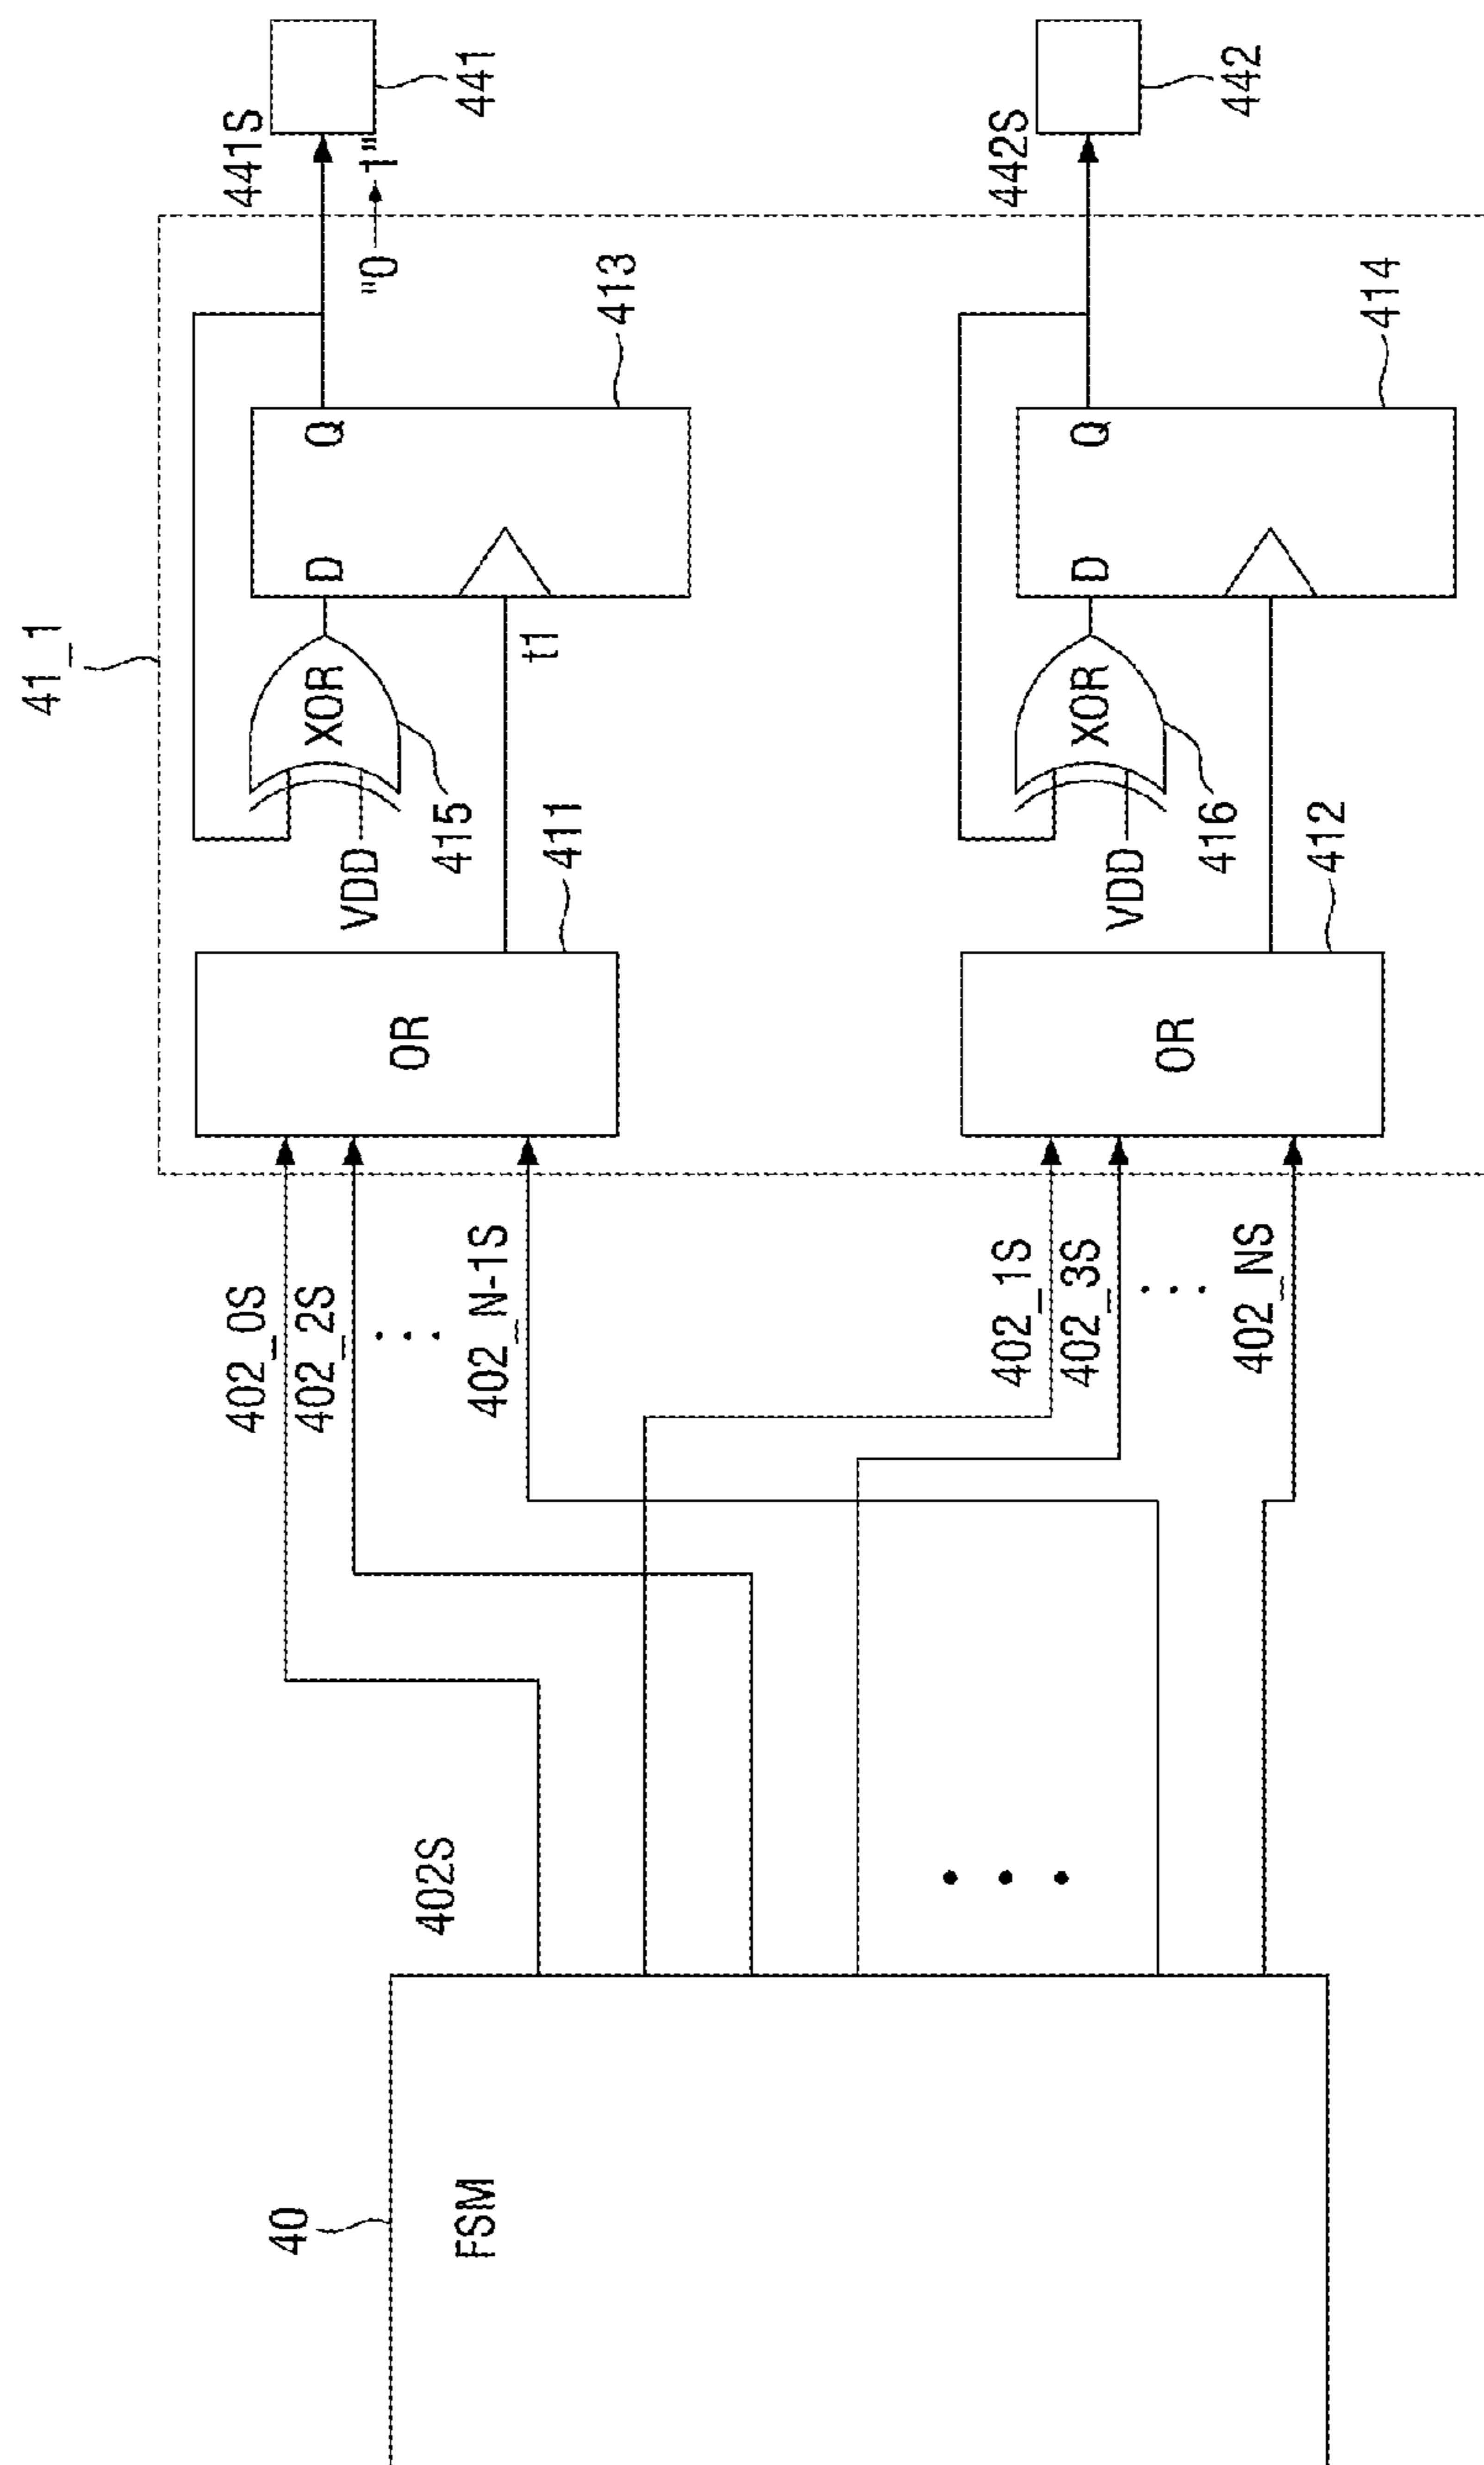 40
FSM
402S
402_0S
402_2S
402_N-1S
402_1S
402_3S
402_NS
41_1
OR
411
VDD
XOR
415
t1
D
Q
413
"0 → 1"
441S
441
OR
412
VDD
XOR
416
D
Q
414
442S
442